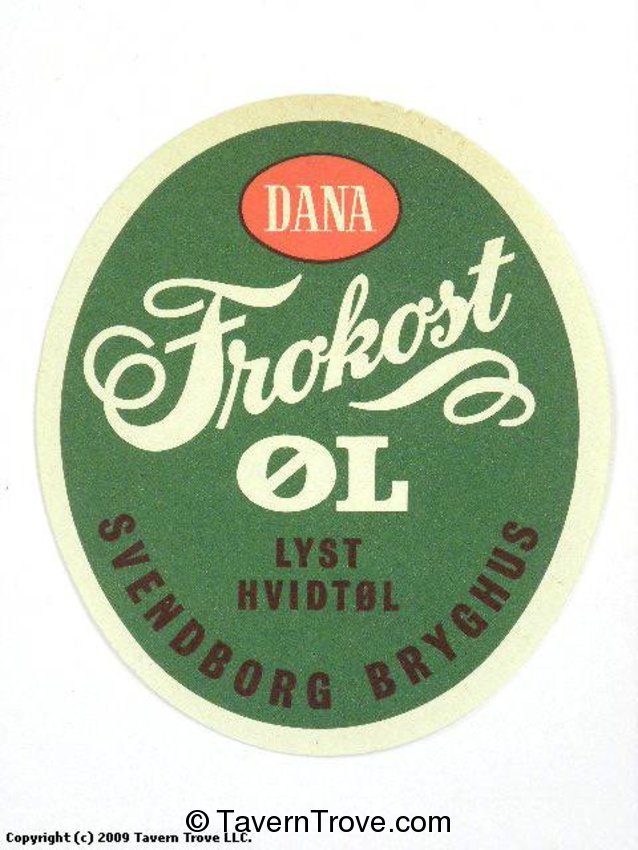 DANA
Frokost
ØL
LYST
HVIDTØL
SVENDBORG BRYGHUS
© TavernTrove.com
Copyright (c) 2009 Tavern Trove LLC.